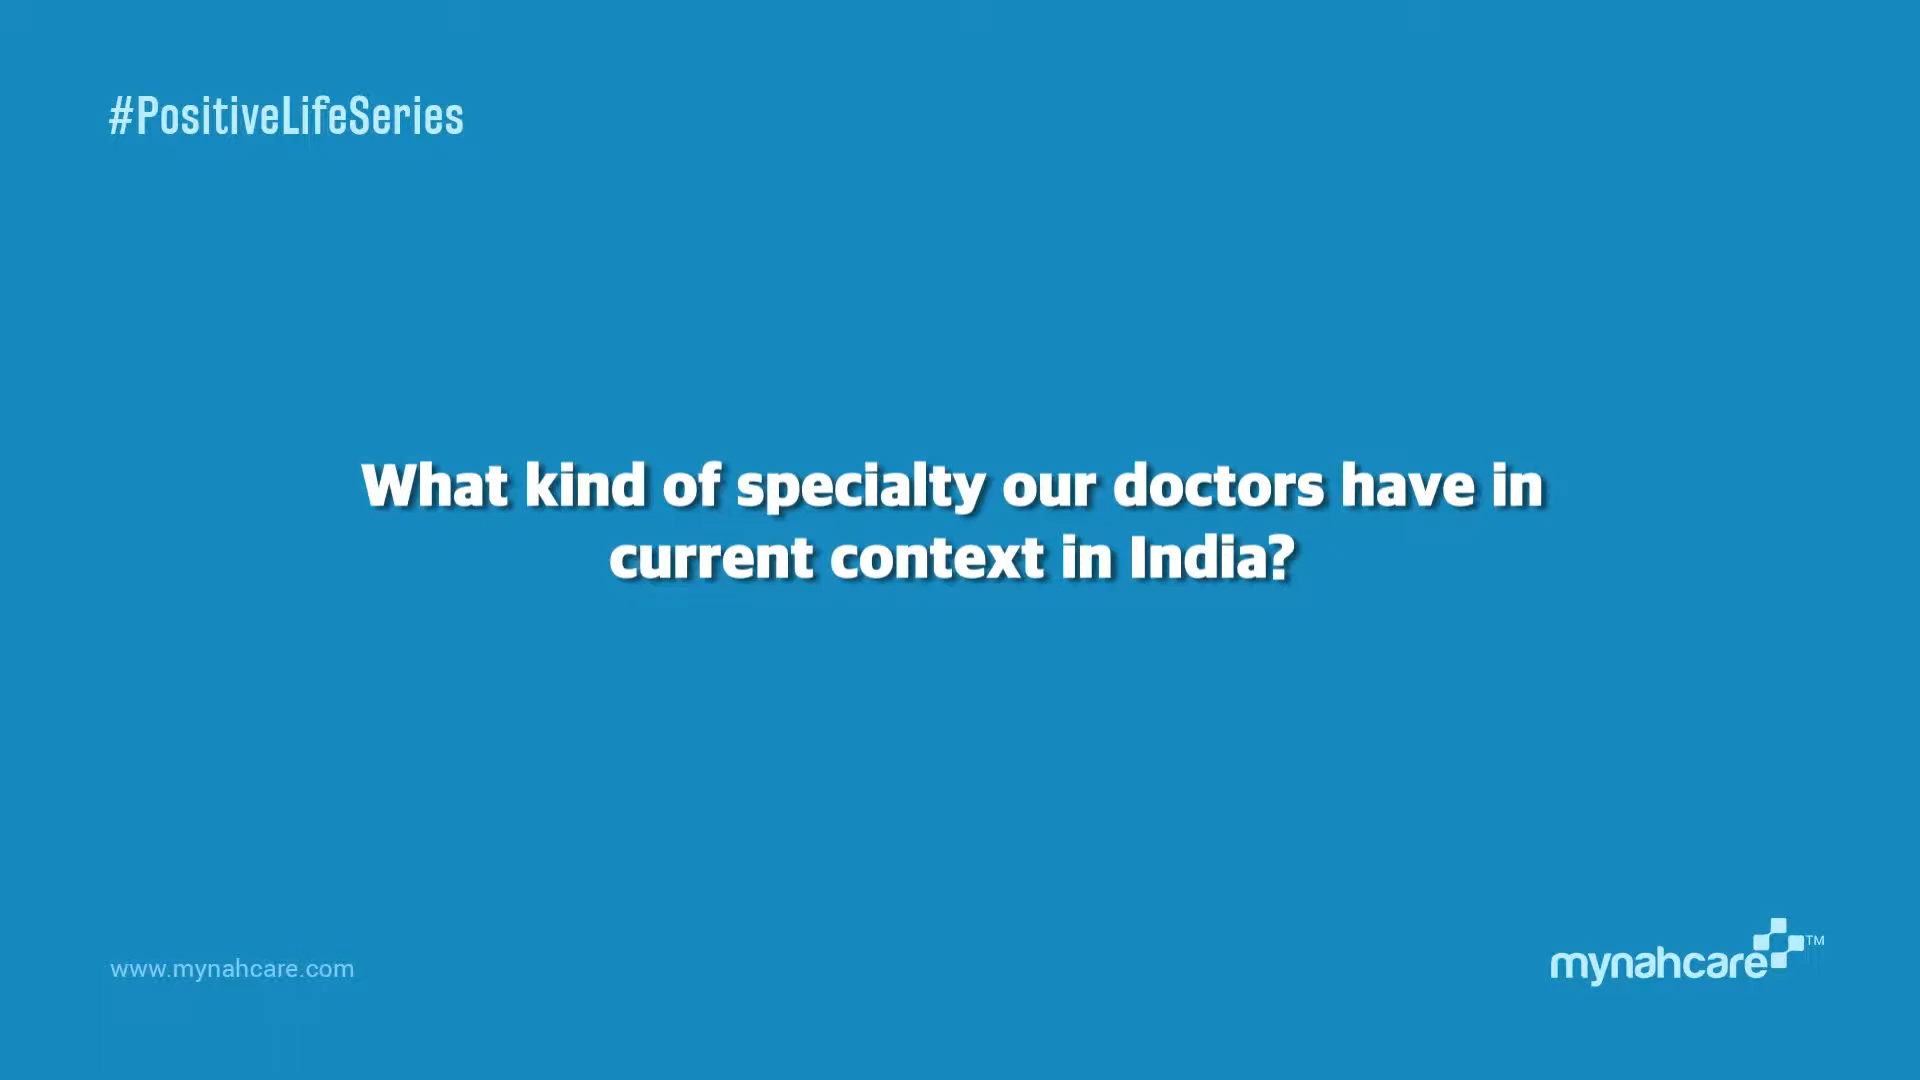 #PositiveLifeSeries
What kind of specialty our doctors have in
current context in India?
www.mynahcare.com
mynahcare™